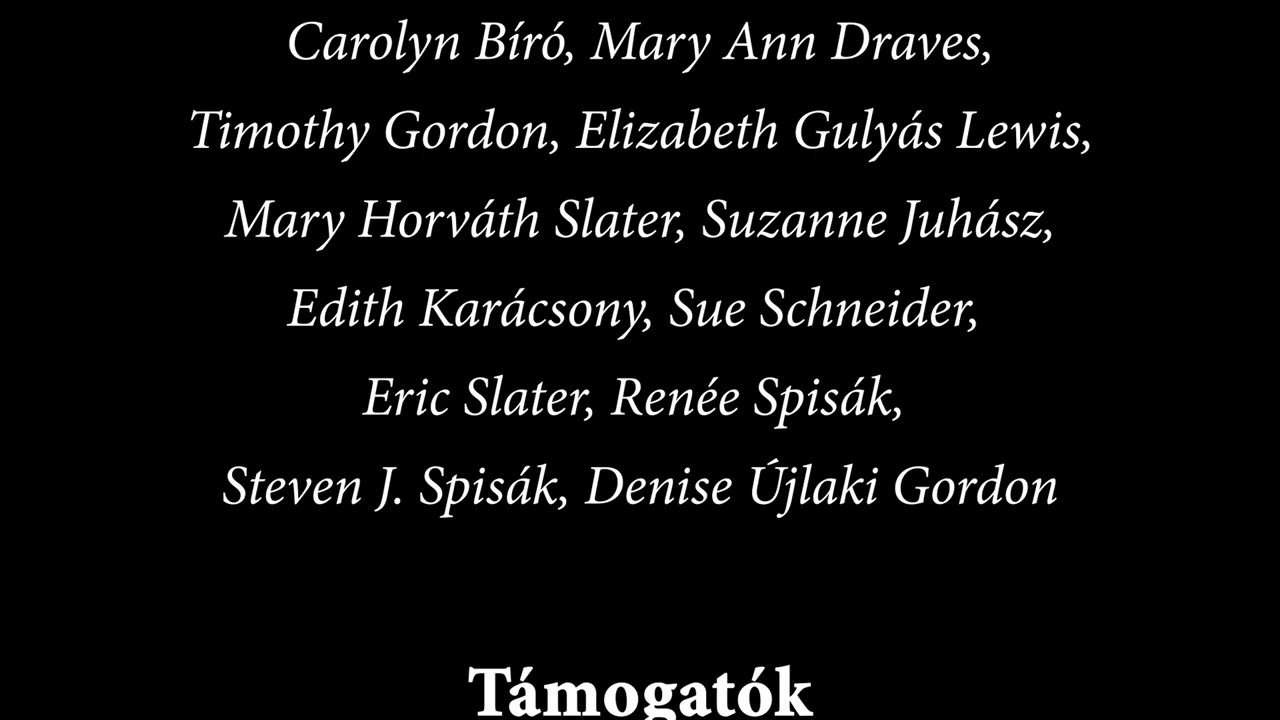 Carolyn Bíró, Mary Ann Draves,
Timothy Gordon, Elizabeth Gulyás Lewis,
Mary Horváth Slater, Suzanne Juhász,
Edith Karácsony, Sue Schneider,
Eric Slater, Renée Spisák,
Steven J. Spisák, Denise Újlaki Gordon
Támogatók